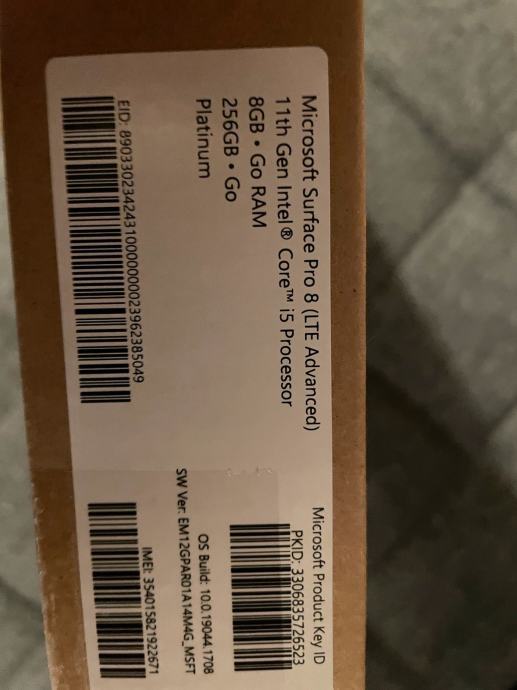 Microsoft Surface Pro 8 (LTE Advanced)
11th Gen Intel® Core™ i5 Processor
8GB • Go RAM
256GB • Go
Platinum
EID: 89033023424310000000023962385049
Microsoft Product Key ID
PKID: 3306835726523
OS Build: 10.0.19044.1708
SW Ver: EM12GPAR01A14M4G_MSFT
IMEI: 354015821922671